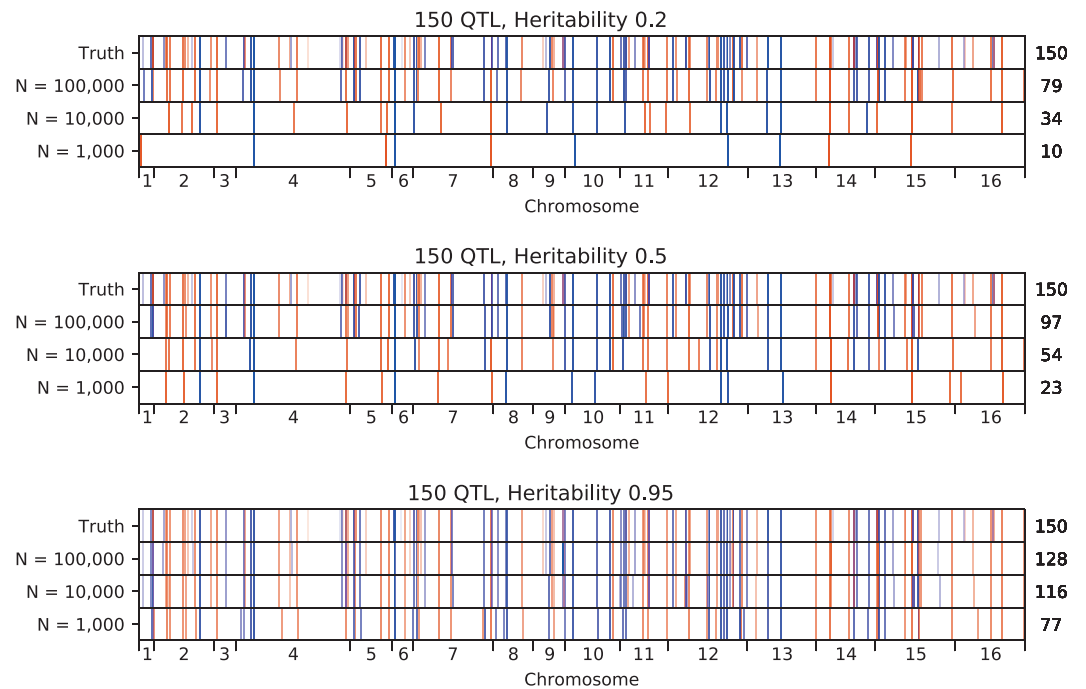 150 QTL, Heritability 0.2
Truth 150
N = 100,000 79
N = 10,000 34
N = 1,000 10
1 2 3 4 5 6 7 8 9 10 11 12 13 14 15 16
Chromosome
150 QTL, Heritability 0.5
Truth 150
N = 100,000 97
N = 10,000 54
N = 1,000 23
1 2 3 4 5 6 7 8 9 10 11 12 13 14 15 16
Chromosome
150 QTL, Heritability 0.95
Truth 150
N = 100,000 128
N = 10,000 116
N = 1,000 77
1 2 3 4 5 6 7 8 9 10 11 12 13 14 15 16
Chromosome